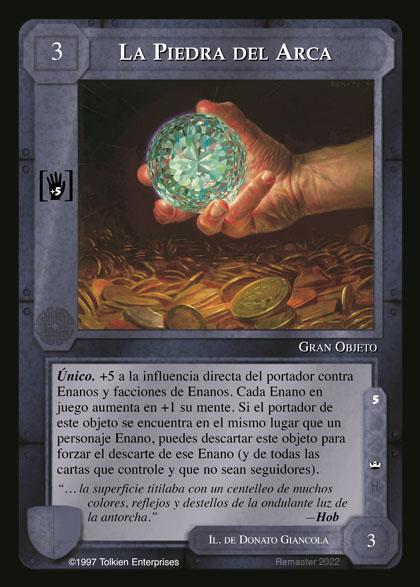 3
LA PIEDRA DEL ARCA
DONATO
+5
GRAN OBJETO
Único. +5 a la influencia directa del portador contra
Enanos y facciones de Enanos. Cada Enano en
juego aumenta en +1 su mente. Si el portador de
este objeto se encuentra en el mismo lugar que un
personaje Enano, puedes descartar este objeto para
forzar el descarte de ese Enano (y de todas las
cartas que controle y que no sean seguidores).
5
“… la superficie titilaba con un centelleo de muchos
colores, reflejos y destellos de la ondulante luz de
la antorcha.” —Hob
IL. DE DONATO GIANCOLA
3
©1997 Tolkien Enterprises
Remaster 2022